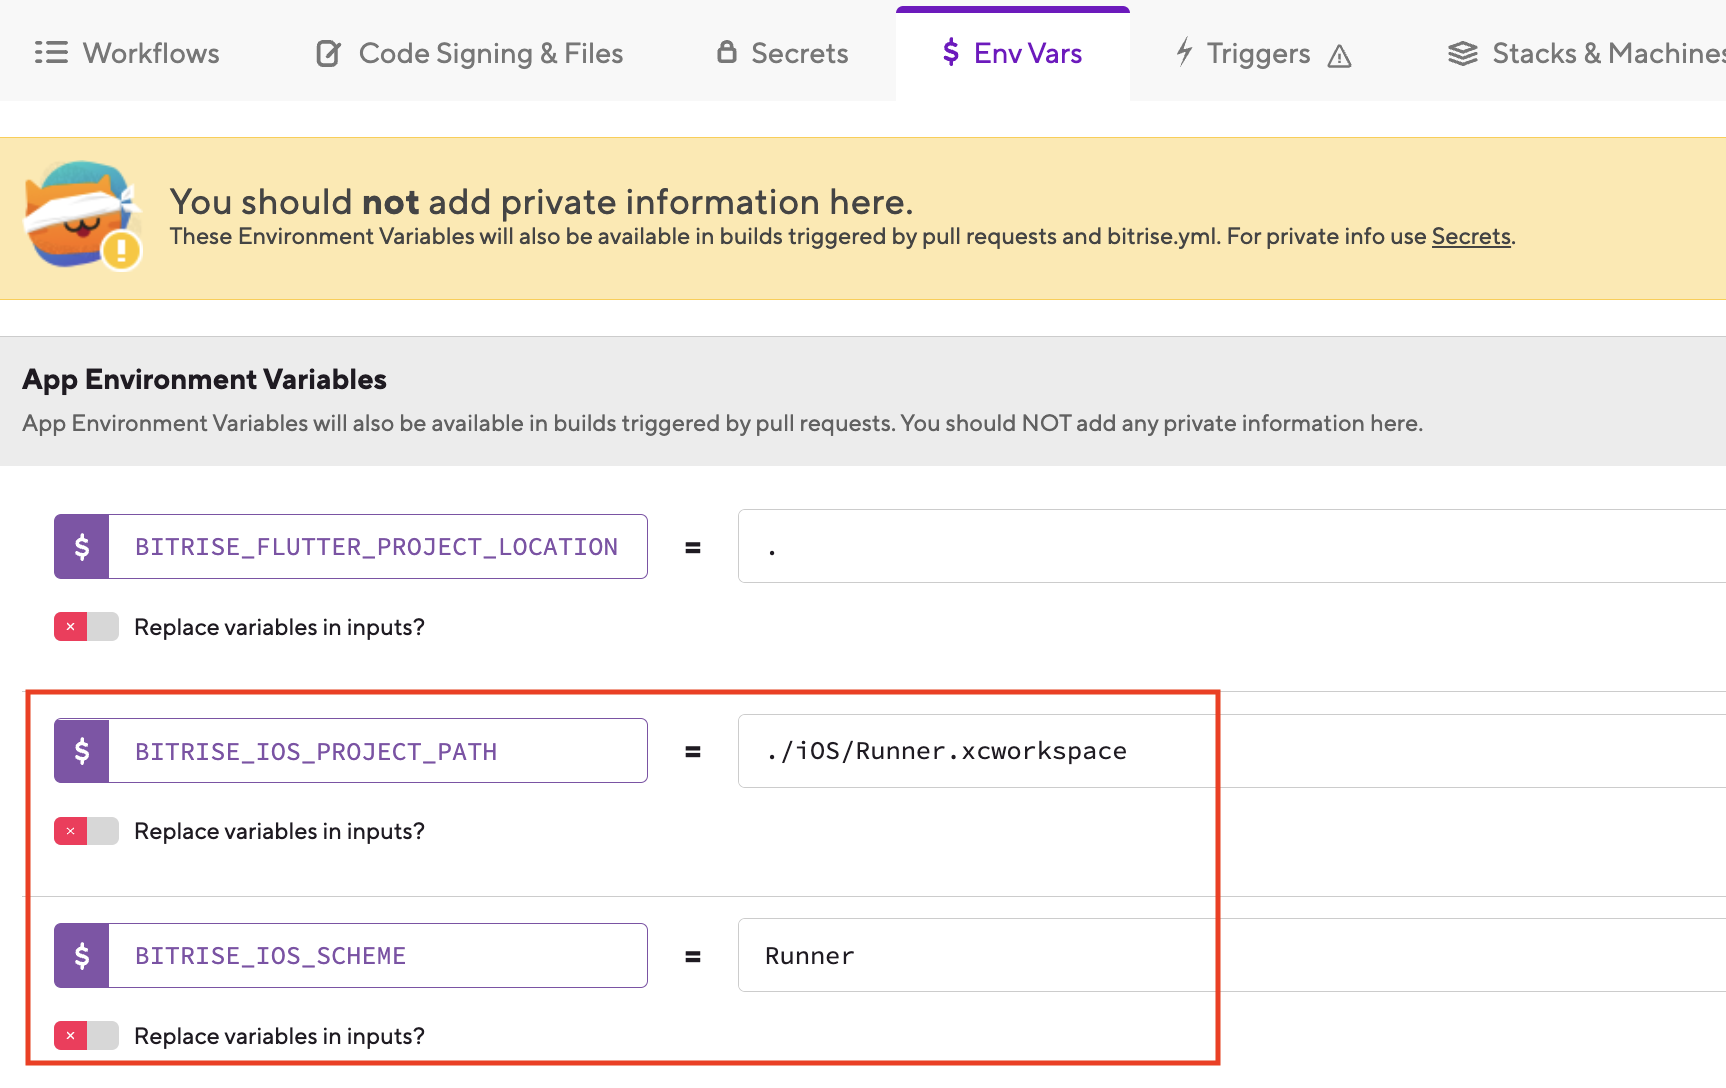 Workflows Code Signing & Files Secrets $ Env Vars Triggers Stacks & Machines
You should not add private information here.
These Environment Variables will also be available in builds triggered by pull requests and bitrise.yml. For private info use Secrets.
App Environment Variables
App Environment Variables will also be available in builds triggered by pull requests. You should NOT add any private information here.
$ BITRISE_FLUTTER_PROJECT_LOCATION = .
Replace variables in inputs?
$ BITRISE_IOS_PROJECT_PATH = ./iOS/Runner.xcworkspace
Replace variables in inputs?
$ BITRISE_IOS_SCHEME = Runner
Replace variables in inputs?